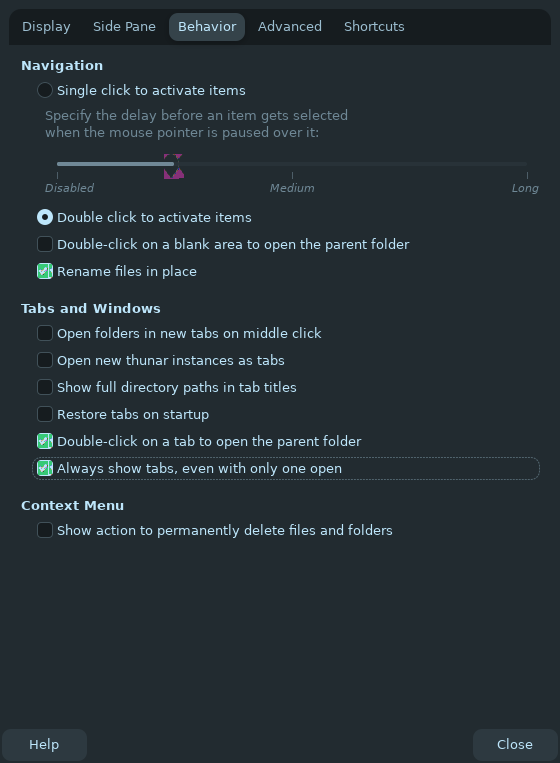 Display Side Pane Behavior Advanced Shortcuts
Navigation
Single click to activate items
Specify the delay before an item gets selected
when the mouse pointer is paused over it:
Disabled Medium Long
Double click to activate items
Double-click on a blank area to open the parent folder
Rename files in place
Tabs and Windows
Open folders in new tabs on middle click
Open new thunar instances as tabs
Show full directory paths in tab titles
Restore tabs on startup
Double-click on a tab to open the parent folder
Always show tabs, even with only one open
Context Menu
Show action to permanently delete files and folders
Help Close